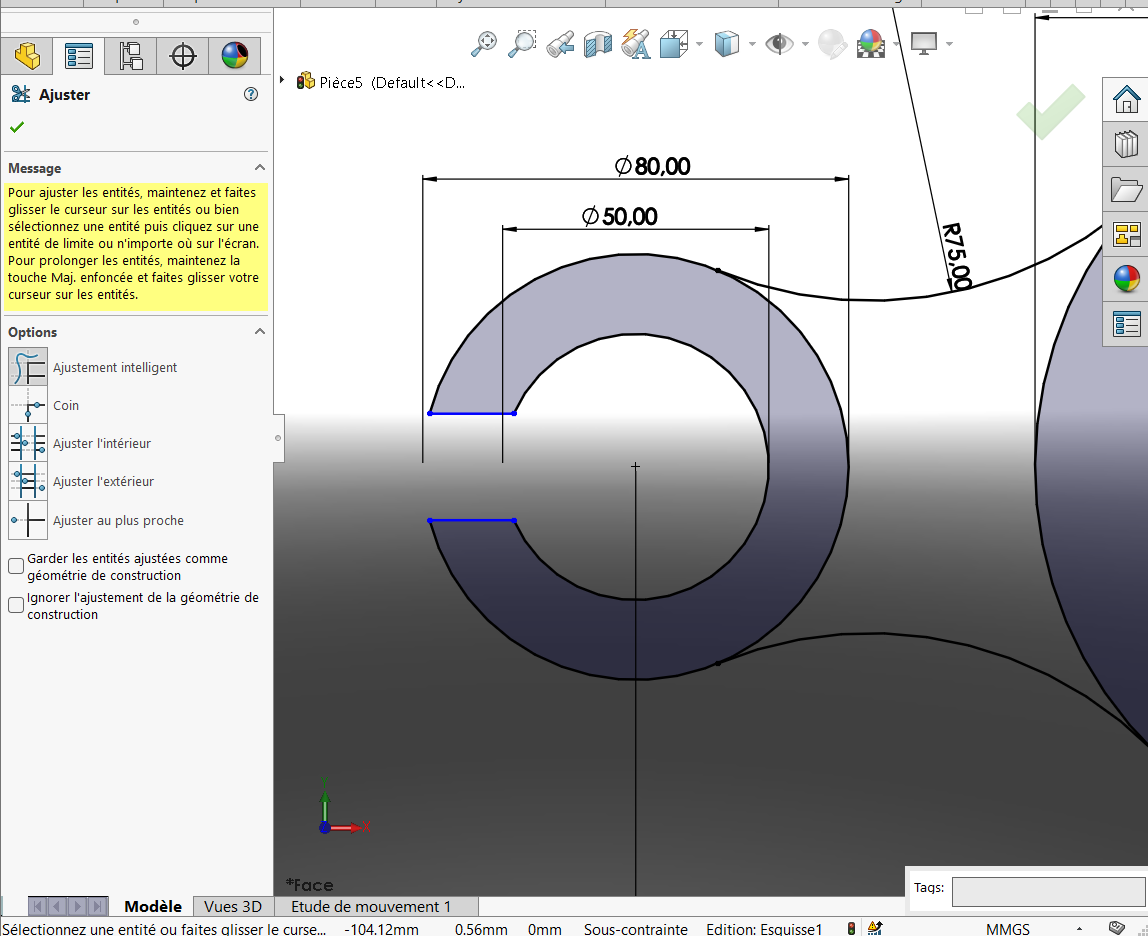 Pièce5 (Default<<D...
Ajuster
Message
Pour ajuster les entités, maintenez et faites
glisser le curseur sur les entités ou bien
sélectionnez une entité puis cliquez sur une
entité de limite ou n'importe où sur l'écran.
Pour prolonger les entités, maintenez la
touche Maj. enfoncée et faites glisser votre
curseur sur les entités.
Options
Ajustement intelligent
Coin
Ajuster l'intérieur
Ajuster l'extérieur
Ajuster au plus proche
Garder les entités ajustées comme
géométrie de construction
Ignorer l'ajustement de la géométrie de
construction
∅80,00
∅50,00
R75,00
*Face
Tags:
Modèle Vues 3D Etude de mouvement 1
Sélectionnez une entité ou faites glisser le curse... -104.12mm 0.56mm 0mm Sous-contrainte Edition: Esquisse1 MMGS